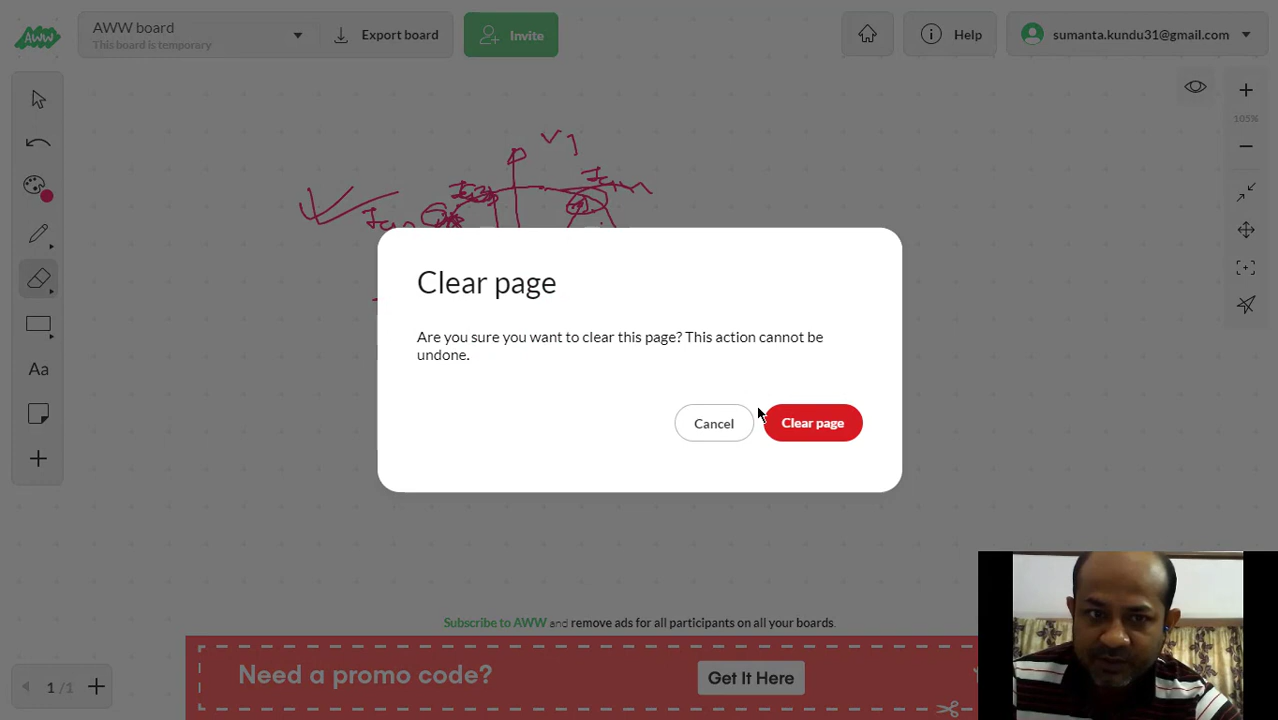 AWW
AWW board
This board is temporary
Export board
Invite
Help
sumanta.kundu31@gmail.com
105%
V1
Clear page
Are you sure you want to clear this page? This action cannot be
undone.
Cancel
Clear page
Aa
Subscribe to AWW and remove ads for all participants on all your boards.
Need a promo code?
Get It Here
1 /1